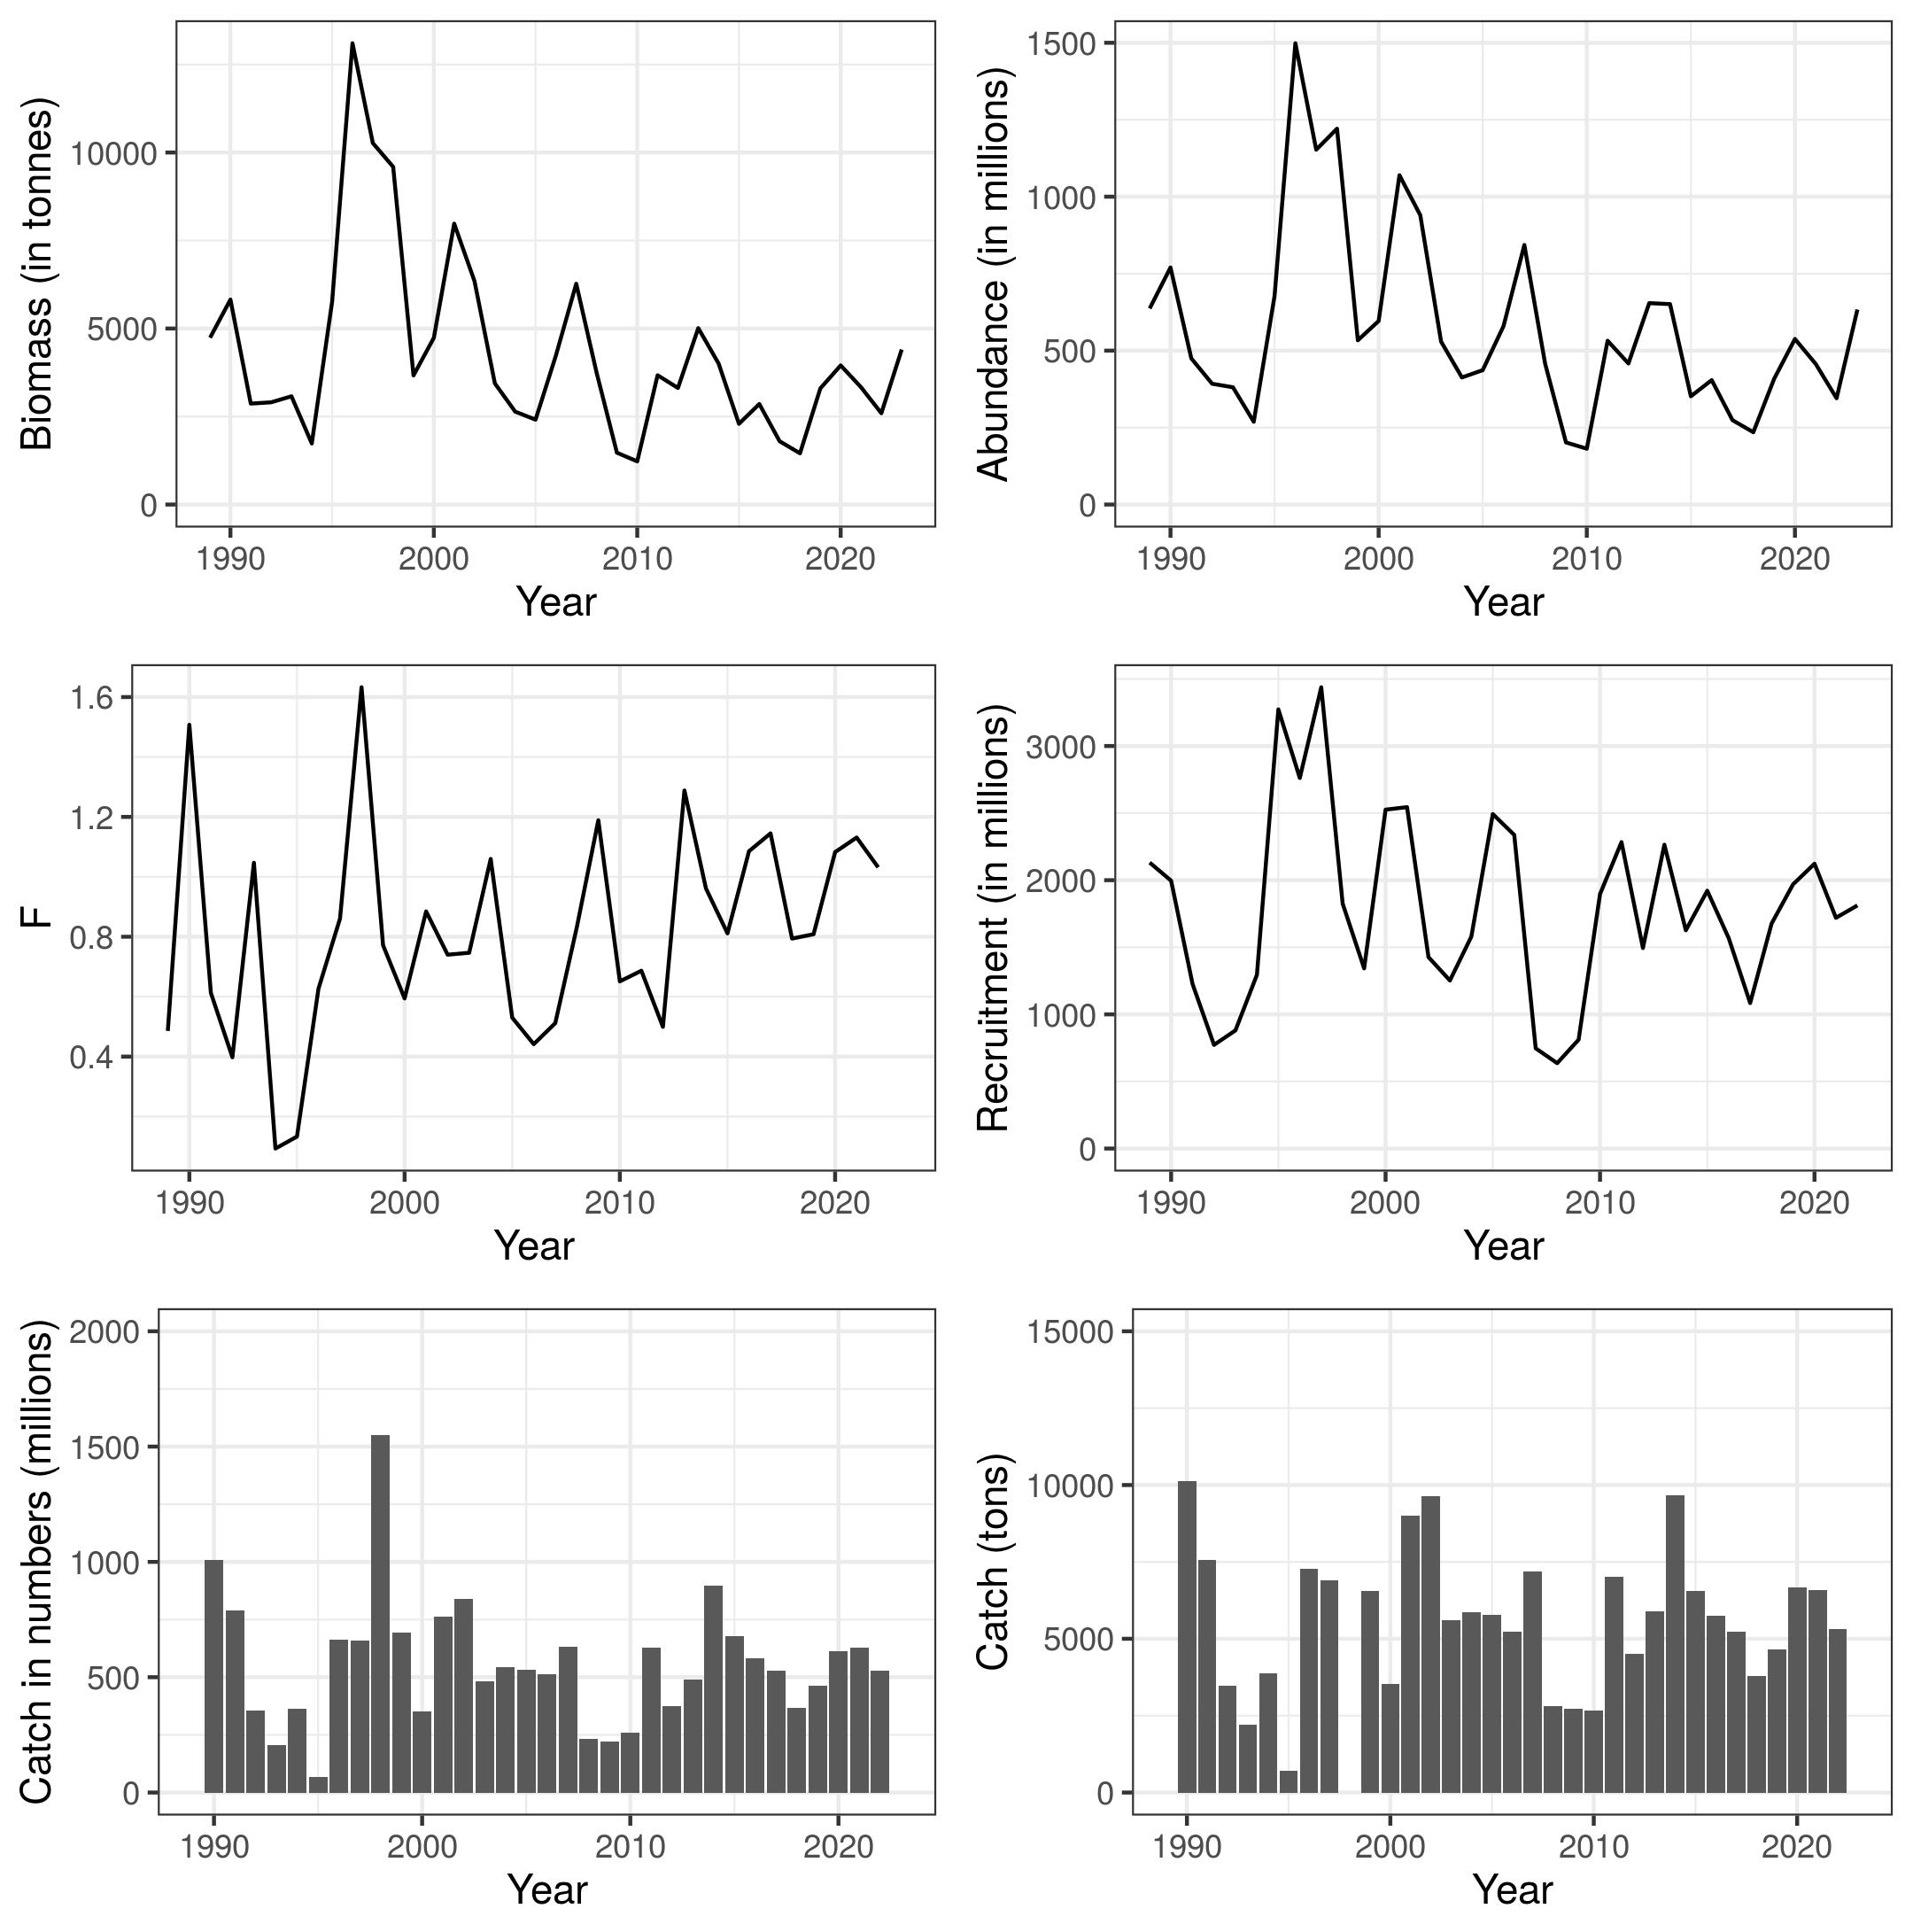 Biomass (in tonnes)
10000
5000
0
1990 2000 2010 2020
Year
Abundance (in millions)
1500
1000
500
0
1990 2000 2010 2020
Year
F
1.6
1.2
0.8
0.4
1990 2000 2010 2020
Year
Recruitment (in millions)
3000
2000
1000
0
1990 2000 2010 2020
Year
Catch in numbers (millions)
2000
1500
1000
500
0
1990 2000 2010 2020
Year
Catch (tons)
15000
10000
5000
0
1990 2000 2010 2020
Year